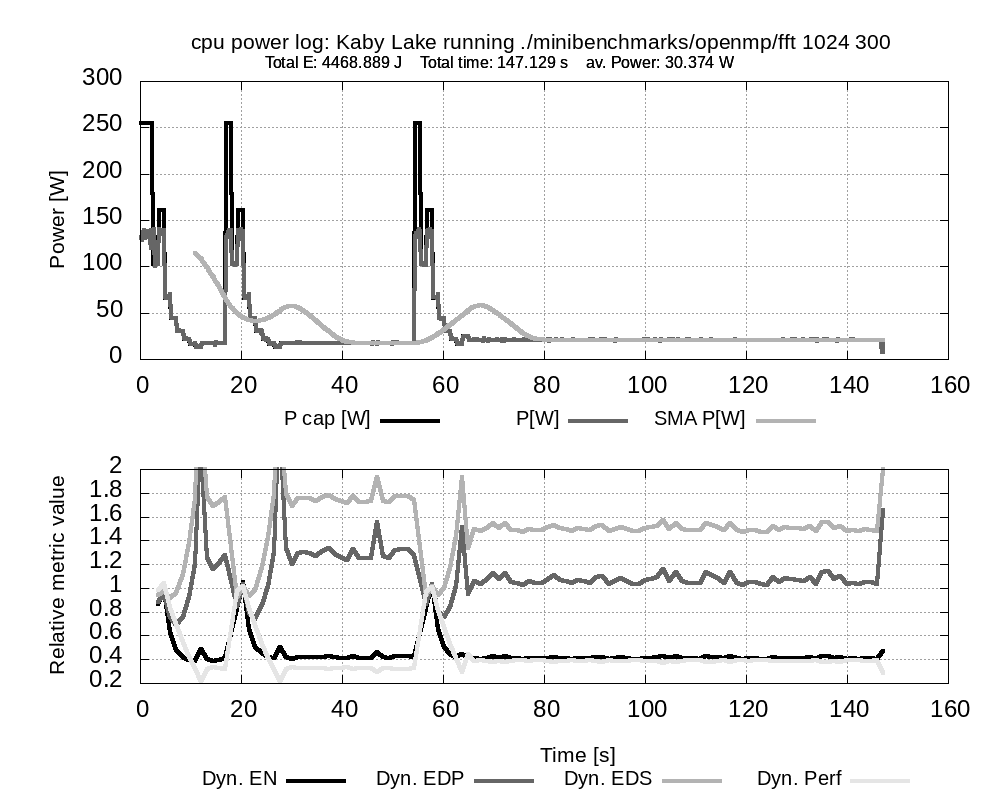 cpu power log: Kaby Lake running ./minibenchmarks/openmp/fft 1024 300
Total E: 4468.889 J Total time: 147.129 s av. Power: 30.374 W
300
250
200
150
100
50
0
Power [W]
0 20 40 60 80 100 120 140 160
P cap [W] P[W] SMA P[W]
2
1.8
1.6
1.4
1.2
1
0.8
0.6
0.4
0.2
Relative metric value
0 20 40 60 80 100 120 140 160
Time [s]
Dyn. EN Dyn. EDP Dyn. EDS Dyn. Perf